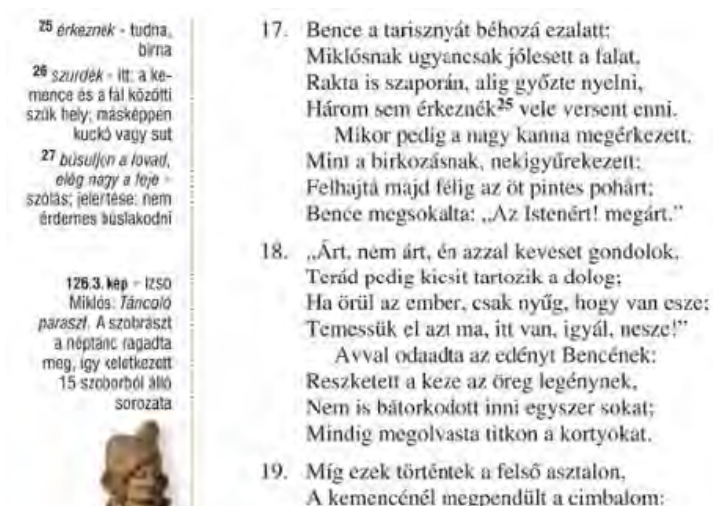 25 érkeznék - tudna,
bírna
26 szurdék - itt: a ke-
mence és a fal közötti
szűk hely; másképpen
kuckó vagy sut
27 búsuljon a lovad,
elég nagy a feje -
szólás; jelentése: nem
érdemes búslakodni
126.3. kép - Izsó
Miklós: Táncoló
paraszt. A szobrászt
a néptánc ragadta
meg, így keletkezett
15 szoborból álló
sorozata
17. Bence a tarisznyát béhozá ezalatt:
Miklósnak ugyancsak jólesett a falat,
Rakta is szaporán, alig győzte nyelni,
Három sem érkeznék25 vele versent enni.
Mikor pedig a nagy kanna megérkezett,
Mint a birkozásnak, nekigyűrekezett;
Felhajtá majd félig az öt pintes pohárt;
Bence megsokalta: „Az Istenért! megárt.”
18. „Árt, nem árt, én azzal keveset gondolok,
Terád pedig kicsit tartozik a dolog;
Ha örül az ember, csak nyűg, hogy van esze;
Temessük el azt ma, itt van, igyál, nesze!”
Avval odaadta az edényt Bencének:
Reszketett a keze az öreg legénynek,
Nem is bátorkodott inni egyszer sokat;
Mindig megolvasta titkon a kortyokat.
19. Míg ezek történtek a felső asztalon,
A kemencénél megpendült a cimbalom: